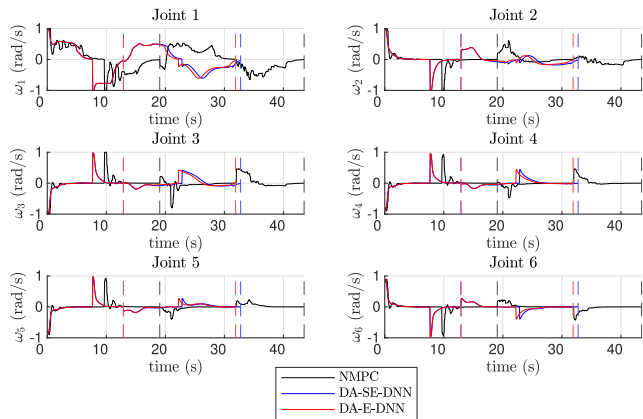 Joint 1
Joint 2
ω1 (rad/s)
1
0
-1
0
10
20
30
40
time (s)
ω2 (rad/s)
1
0
-1
0
10
20
30
40
time (s)
Joint 3
Joint 4
ω3 (rad/s)
1
0
-1
0
10
20
30
40
time (s)
ω4 (rad/s)
1
0
-1
0
10
20
30
40
time (s)
Joint 5
Joint 6
ω5 (rad/s)
1
0
-1
0
10
20
30
40
time (s)
ω6 (rad/s)
1
0
-1
0
10
20
30
40
time (s)
NMPC
DA-SE-DNN
DA-E-DNN